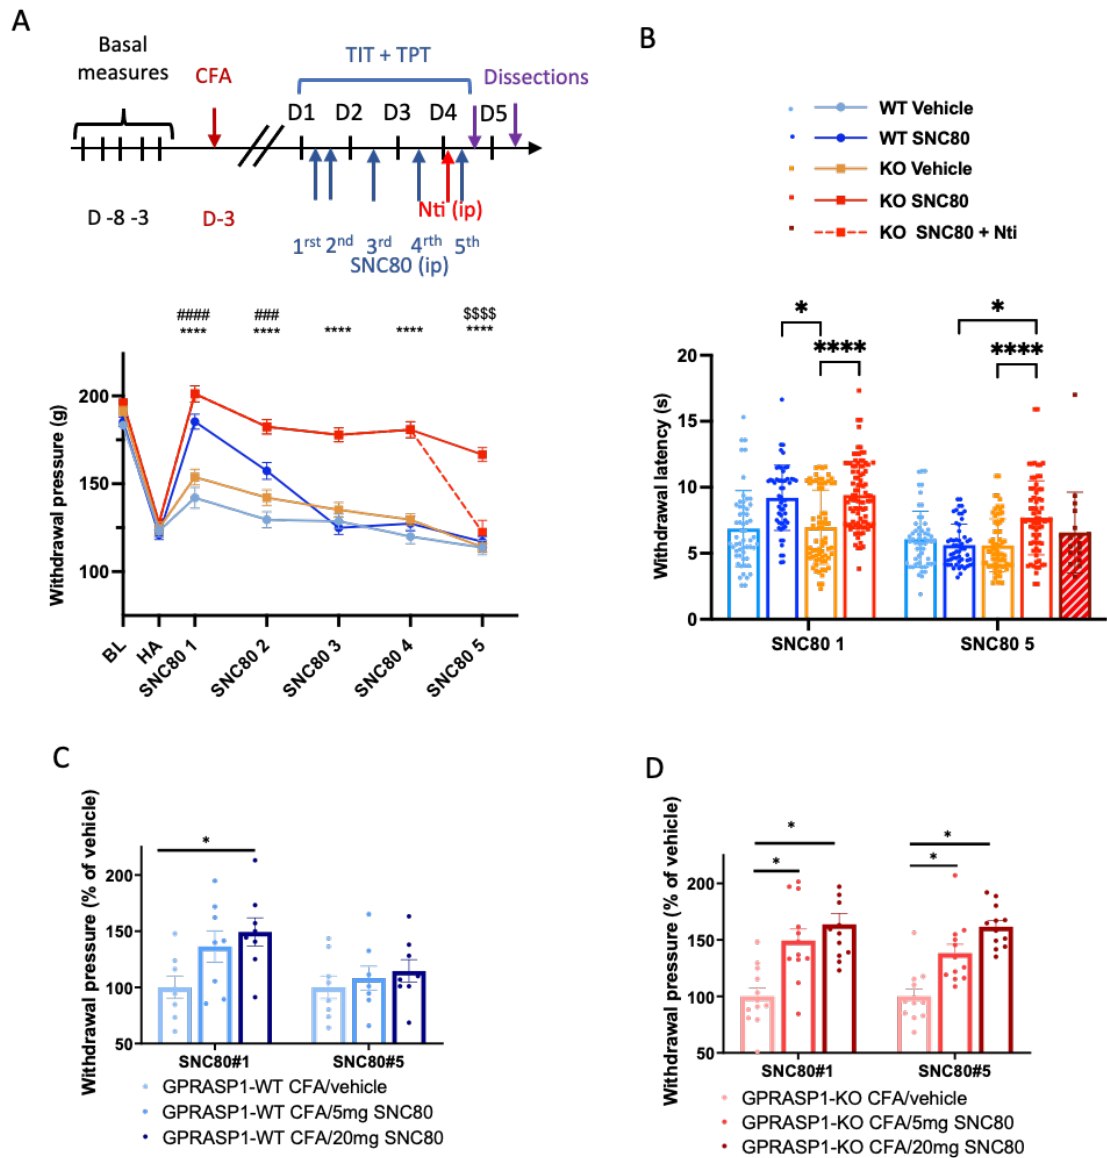 A
Basal
measures
CFA
TIT + TPT
Dissections
D1
D2
D3
D4
D5
D -8 -3
D-3
Nti (ip)
1rst
2nd
3rd
4rth
5th
SNC80 (ip)
####
###
$$$$
****
****
****
****
****
Withdrawal pressure (g)
200
150
100
BL
HA
SNC80 1
SNC80 2
SNC80 3
SNC80 4
SNC80 5
B
WT Vehicle
WT SNC80
KO Vehicle
KO SNC80
KO SNC80 + Nti
*
****
*
****
Withdrawal latency (s)
20
15
10
5
0
SNC80 1
SNC80 5
C
Withdrawal pressure (% of vehicle)
*
200
150
100
50
SNC80#1
SNC80#5
GPRASP1-WT CFA/vehicle
GPRASP1-WT CFA/5mg SNC80
GPRASP1-WT CFA/20mg SNC80
D
Withdrawal pressure (% of vehicle)
*
*
*
*
200
150
100
50
SNC80#1
SNC80#5
GPRASP1-KO CFA/vehicle
GPRASP1-KO CFA/5mg SNC80
GPRASP1-KO CFA/20mg SNC80